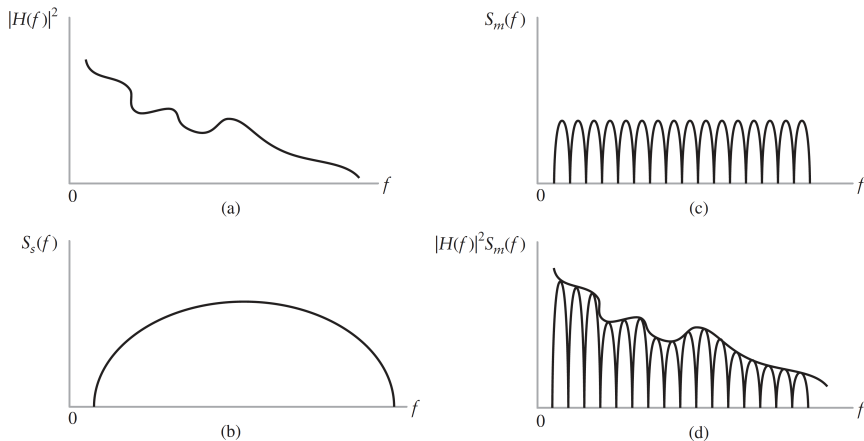 |H(f)|²
0
f
(a)
S_s(f)
0
f
(b)
S_m(f)
0
f
(c)
|H(f)|²S_m(f)
0
f
(d)